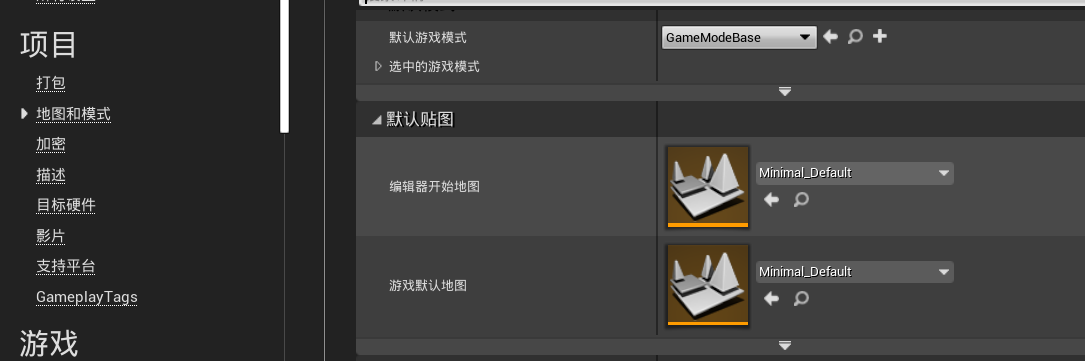 项目
打包
地图和模式
加密
描述
目标硬件
影片
支持平台
GameplayTags
游戏
默认游戏模式
GameModeBase
选中的游戏模式
默认贴图
编辑器开始地图
Minimal_Default
游戏默认地图
Minimal_Default